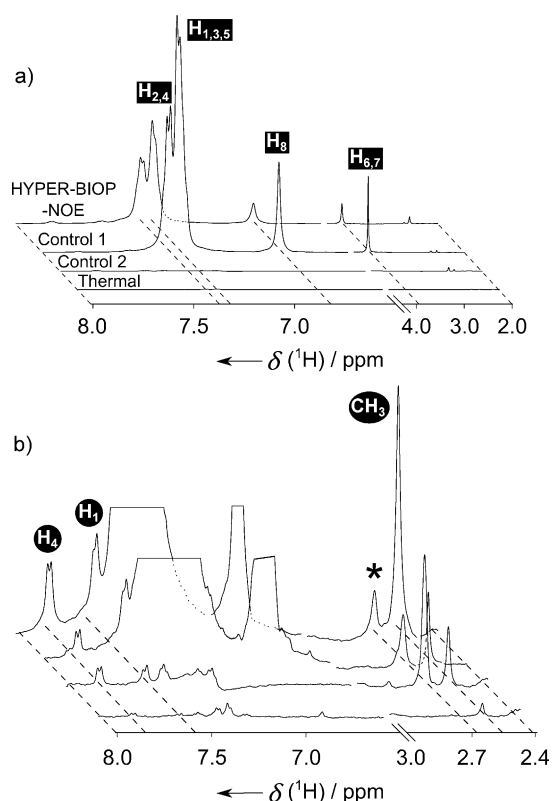 a)
H1,3,5
H2,4
H8
H6,7
HYPER-BIOP
-NOE
Control 1
Control 2
Thermal
8.0 7.5 7.0 4.0 3.0 2.0
δ (¹H) / ppm
b)
CH3
H4
H1
*
8.0 7.5 7.0 3.0 2.7 2.4
δ (¹H) / ppm